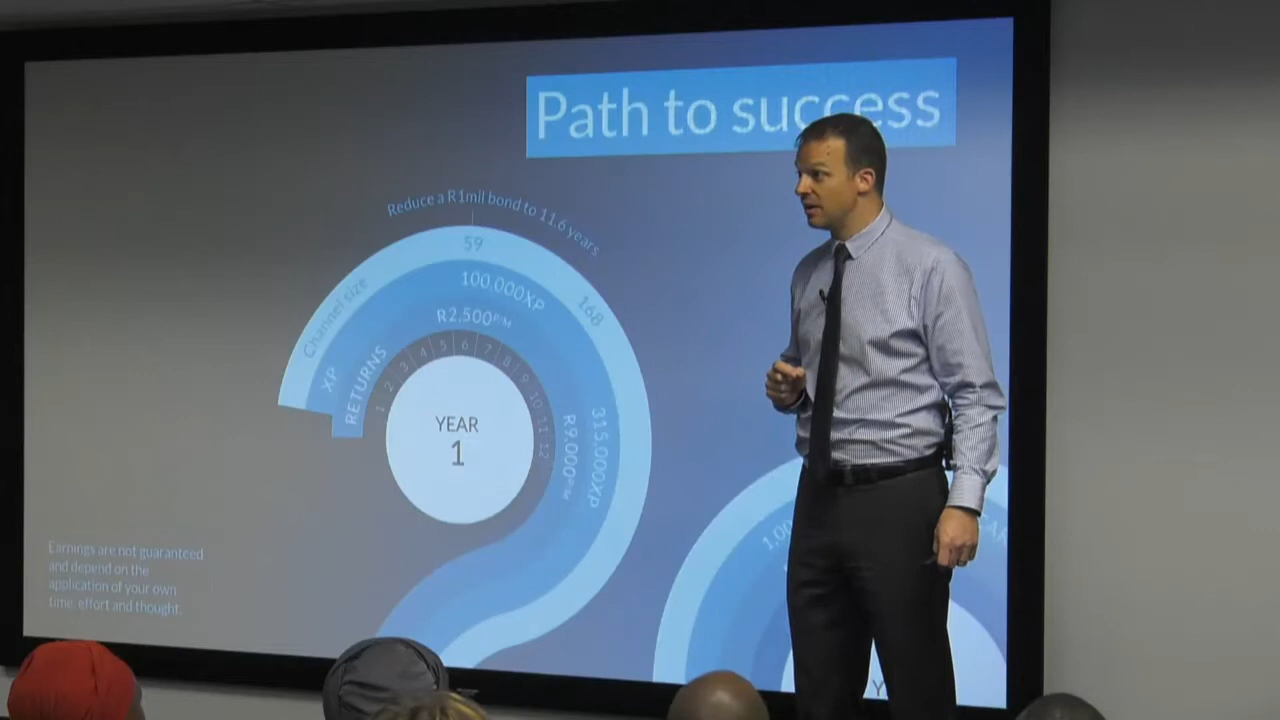 Path to success
Reduce a R1mil bond to 11.6 years
59
168
Channel size
100,000XP
315,000XP
XP
R2,500P/M
R9,000P/M
RETURNS
1 2 3 4 5 6 7 8 9 10 11 12
YEAR
1
Earnings are not guaranteed
and depend on the
application of your own
time, effort and thought.